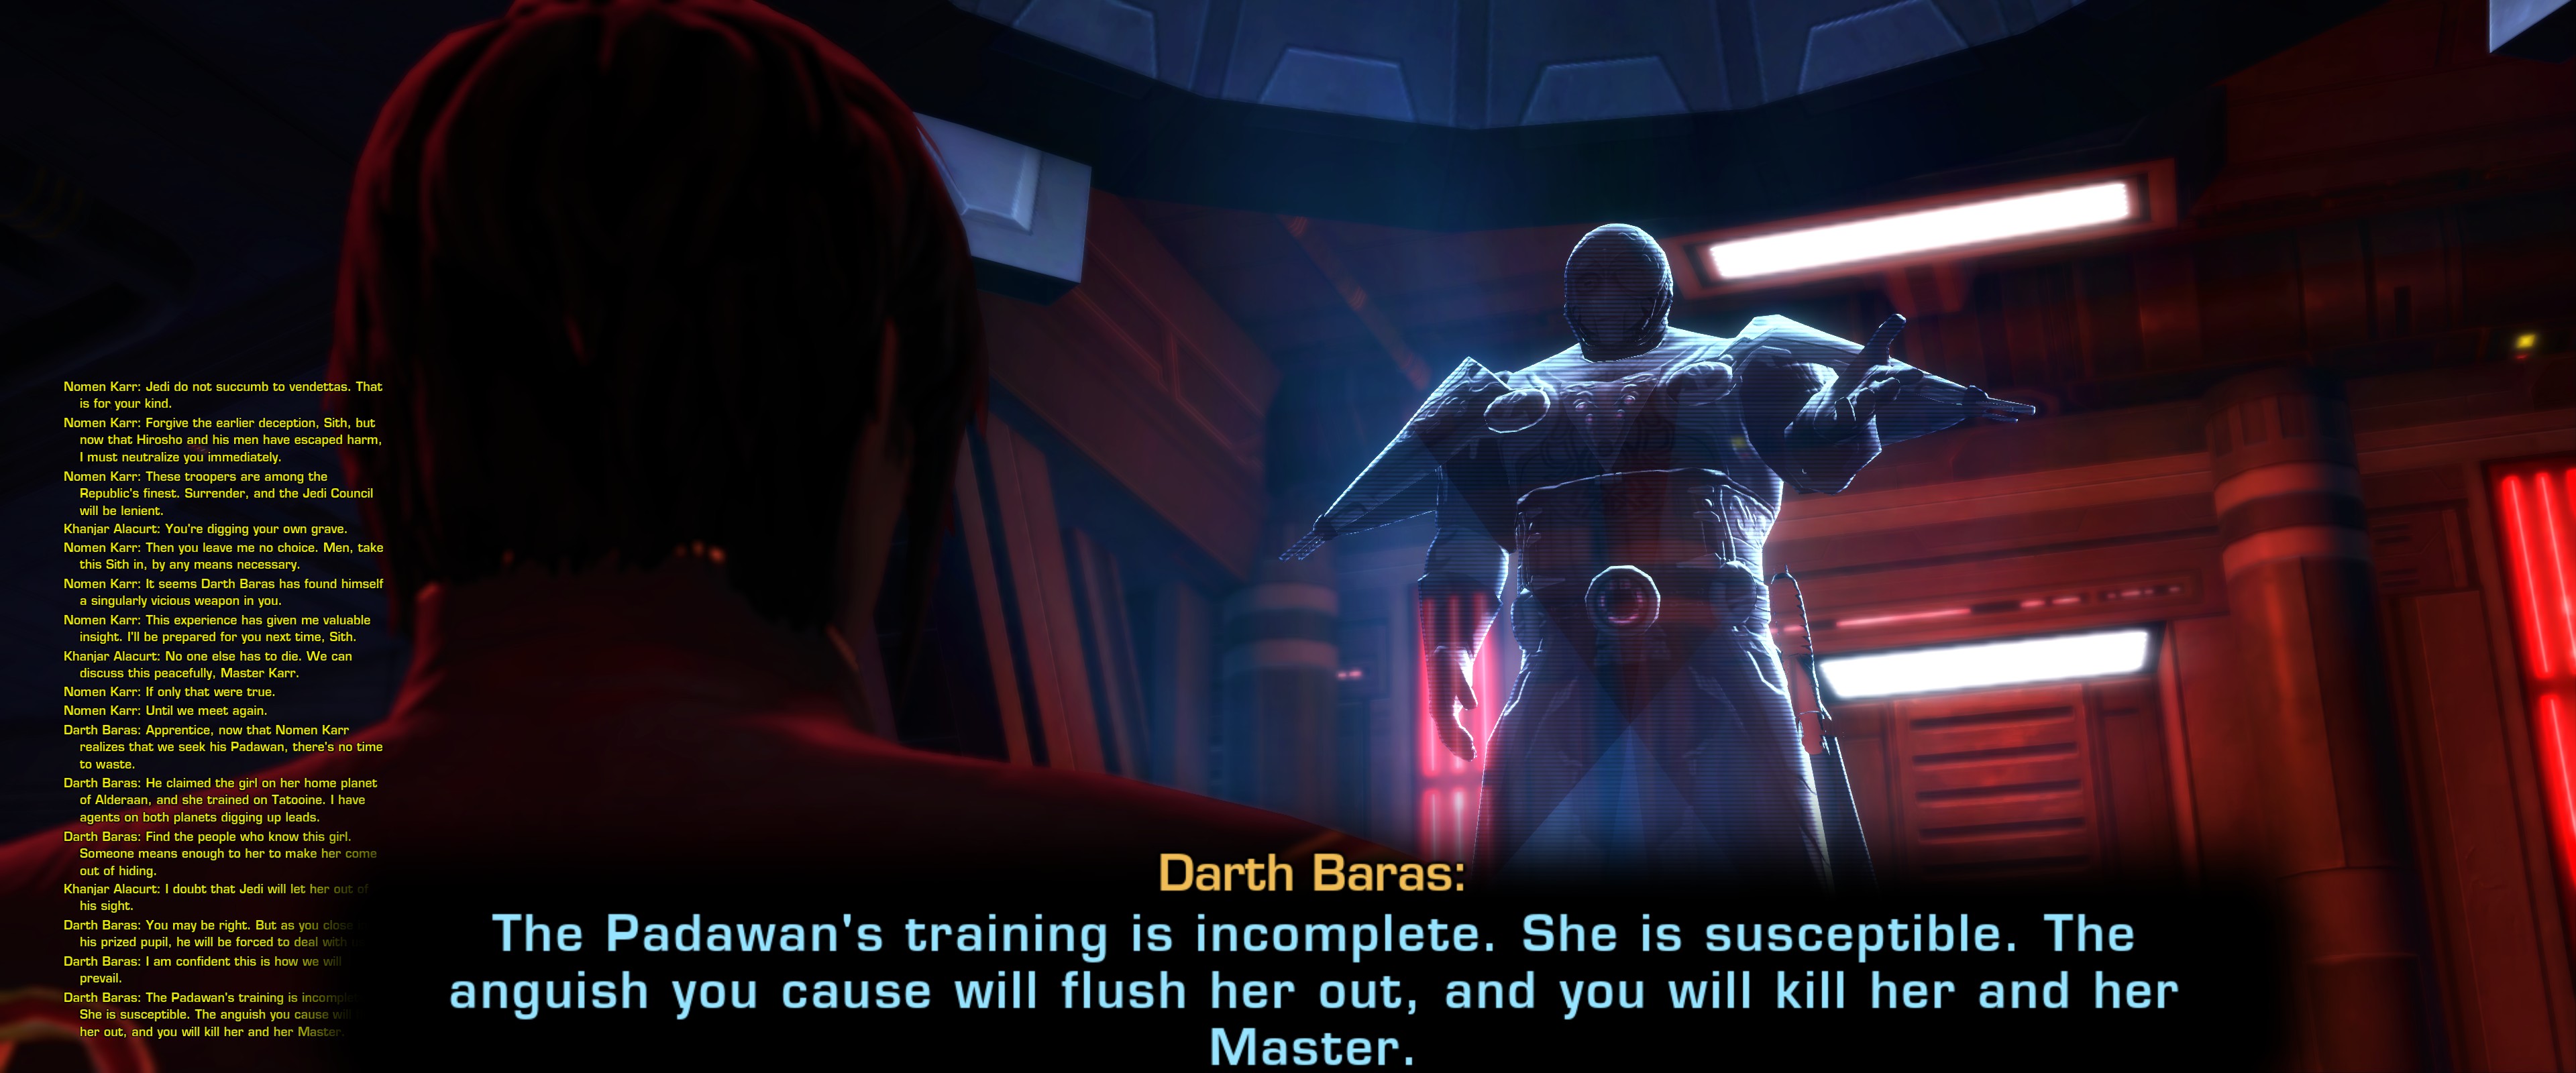 Nomen Karr: Jedi do not succumb to vendettas. That
is for your kind.
Nomen Karr: Forgive the earlier deception, Sith, but
now that Hirosho and his men have escaped harm,
I must neutralize you immediately.
Nomen Karr: These troopers are among the
Republic's finest. Surrender, and the Jedi Council
will be lenient.
Khanjar Alacurt: You're digging your own grave.
Nomen Karr: Then you leave me no choice. Men, take
this Sith in, by any means necessary.
Nomen Karr: It seems Darth Baras has found himself
a singularly vicious weapon in you.
Nomen Karr: This experience has given me valuable
insight. I'll be prepared for you next time, Sith.
Khanjar Alacurt: No one else has to die. We can
discuss this peacefully, Master Karr.
Nomen Karr: If only that were true.
Nomen Karr: Until we meet again.
Darth Baras: Apprentice, now that Nomen Karr
realizes that we seek his Padawan, there's no time
to waste.
Darth Baras: He claimed the girl on her home planet
of Alderaan, and she trained on Tatooine. I have
agents on both planets digging up leads.
Darth Baras: Find the people who know this girl.
Someone means enough to her to make her come
out of hiding.
Khanjar Alacurt: I doubt that Jedi will let her out of
his sight.
Darth Baras: You may be right. But as you close
his prized pupil, he will be forced to deal with
Darth Baras: I am confident this is how we will
prevail.
Darth Baras: The Padawan's training is
She is susceptible. The anguish you cause
her out, and you will kill her and her Master.
Darth Baras:
The Padawan's training is incomplete. She is susceptible. The
anguish you cause will flush her out, and you will kill her and her
Master.